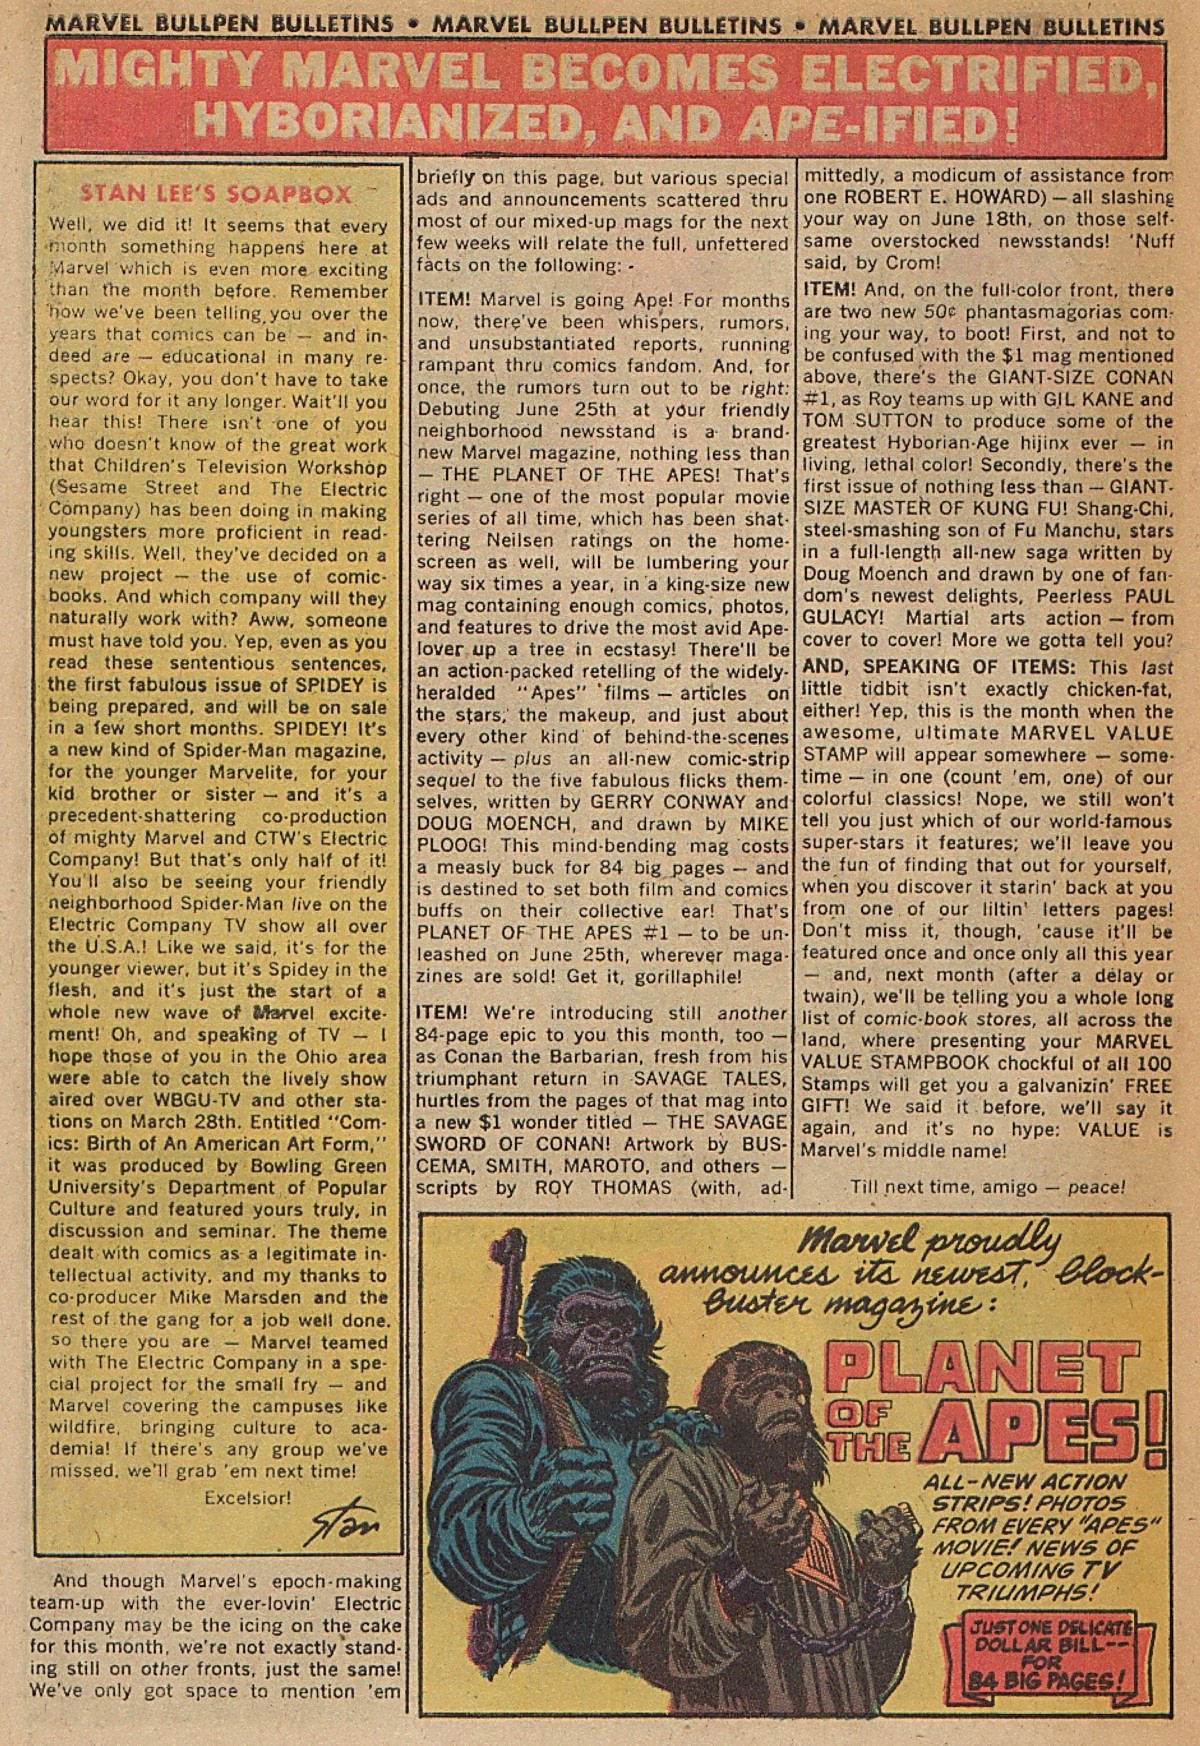 MARVEL BULLPEN BULLETINS • MARVEL BULLPEN BULLETINS • MARVEL BULLPEN BULLETINS
MIGHTY MARVEL BECOMES ELECTRIFIED,
HYBORIANIZED, AND APE-IFIED!
STAN LEE'S SOAPBOX
Well, we did it! It seems that every
month something happens here at
Marvel which is even more exciting
than the month before. Remember
how we've been telling you over the
years that comics can be — and in-
deed are — educational in many re-
spects? Okay, you don't have to take
our word for it any longer. Wait'll you
hear this! There isn't one of you
who doesn't know of the great work
that Children's Television Workshop
(Sesame Street and The Electric
Company) has been doing in making
youngsters more proficient in read-
ing skills. Well, they've decided on a
new project — the use of comic-
books. And which company will they
naturally work with? Aww, someone
must have told you. Yep, even as you
read these sententious sentences,
the first fabulous issue of SPIDEY is
being prepared, and will be on sale
in a few short months. SPIDEY! It's
a new kind of Spider-Man magazine,
for the younger Marvelite, for your
kid brother or sister — and it's a
precedent-shattering co-production
of mighty Marvel and CTW's Electric
Company! But that's only half of it!
You'll also be seeing your friendly
neighborhood Spider-Man live on the
Electric Company TV show all over
the U.S.A.! Like we said, it's for the
younger viewer, but it's Spidey in the
flesh, and it's just the start of a
whole new wave of Marvel excite-
ment! Oh, and speaking of TV — I
hope those of you in the Ohio area
were able to catch the lively show
aired over WBGU-TV and other sta-
tions on March 28th. Entitled "Com-
ics: Birth of An American Art Form,"
it was produced by Bowling Green
University's Department of Popular
Culture and featured yours truly, in
discussion and seminar. The theme
dealt with comics as a legitimate in-
tellectual activity, and my thanks to
co-producer Mike Marsden and the
rest of the gang for a job well done.
so there you are — Marvel teamed
with The Electric Company in a spe-
cial project for the small fry — and
Marvel covering the campuses like
wildfire, bringing culture to aca-
demia! If there's any group we've
missed, we'll grab 'em next time!
Excelsior!
Stan
And though Marvel's epoch-making
team-up with the ever-lovin' Electric
Company may be the icing on the cake
for this month, we're not exactly stand-
ing still on other fronts, just the same!
We've only got space to mention 'em
briefly on this page, but various special
ads and announcements scattered thru
most of our mixed-up mags for the next
few weeks will relate the full, unfettered
facts on the following: -
ITEM! Marvel is going Ape! For months
now, there've been whispers, rumors,
and unsubstantiated reports, running
rampant thru comics fandom. And, for
once, the rumors turn out to be right:
Debuting June 25th at your friendly
neighborhood newsstand is a brand-
new Marvel magazine, nothing less than
— THE PLANET OF THE APES! That's
right — one of the most popular movie
series of all time, which has been shat-
tering Neilsen ratings on the home-
screen as well, will be lumbering your
way six times a year, in a king-size new
mag containing enough comics, photos,
and features to drive the most avid Ape-
lover up a tree in ecstasy! There'll be
an action-packed retelling of the widely-
heralded "Apes" films — articles on
the stars, the makeup, and just about
every other kind of behind-the-scenes
activity — plus an all-new comic-strip
sequel to the five fabulous flicks them-
selves, written by GERRY CONWAY and
DOUG MOENCH, and drawn by MIKE
PLOOG! This mind-bending mag costs
a measly buck for 84 big pages — and
is destined to set both film and comics
buffs on their collective ear! That's
PLANET OF THE APES #1 — to be un-
leashed on June 25th, wherever maga-
zines are sold! Get it, gorillaphile!
ITEM! We're introducing still another
84-page epic to you this month, too —
as Conan the Barbarian, fresh from his
triumphant return in SAVAGE TALES,
hurtles from the pages of that mag into
a new $1 wonder titled — THE SAVAGE
SWORD OF CONAN! Artwork by BUS-
CEMA, SMITH, MAROTO, and others —
scripts by ROY THOMAS (with, ad-
mittedly, a modicum of assistance from
one ROBERT E. HOWARD) — all slashing
your way on June 18th, on those self-
same overstocked newsstands! 'Nuff
said, by Crom!
ITEM! And, on the full-color front, there
are two new 50¢ phantasmagorias com-
ing your way, to boot! First, and not to
be confused with the $1 mag mentioned
above, there's the GIANT-SIZE CONAN
#1, as Roy teams up with GIL KANE and
TOM SUTTON to produce some of the
greatest Hyborian-Age hijinx ever — in
living, lethal color! Secondly, there's the
first issue of nothing less than — GIANT-
SIZE MASTER OF KUNG FU! Shang-Chi,
steel-smashing son of Fu Manchu, stars
in a full-length all-new saga written by
Doug Moench and drawn by one of fan-
dom's newest delights, Peerless PAUL
GULACY! Martial arts action — from
cover to cover! More we gotta tell you?
AND, SPEAKING OF ITEMS: This last
little tidbit isn't exactly chicken-fat,
either! Yep, this is the month when the
awesome, ultimate MARVEL VALUE
STAMP will appear somewhere — some-
time — in one (count 'em, one) of our
colorful classics! Nope, we still won't
tell you just which of our world-famous
super-stars it features; we'll leave you
the fun of finding that out for yourself,
when you discover it starin' back at you
from one of our liltin' letters pages!
Don't miss it, though, 'cause it'll be
featured once and once only all this year
— and, next month (after a delay or
twain), we'll be telling you a whole long
list of comic-book stores, all across the
land, where presenting your MARVEL
VALUE STAMPBOOK chockful of all 100
Stamps will get you a galvanizin' FREE
GIFT! We said it before, we'll say it
again, and it's no hype: VALUE is
Marvel's middle name!
Till next time, amigo — peace!
Marvel proudly
announces its newest, block-
buster magazine:
PLANET
OF THE APES!
ALL-NEW ACTION
STRIPS! PHOTOS
FROM EVERY "APES"
MOVIE! NEWS OF
UPCOMING TV
TRIUMPHS!
JUST ONE DELICATE
DOLLAR BILL--
FOR
84 BIG PAGES!